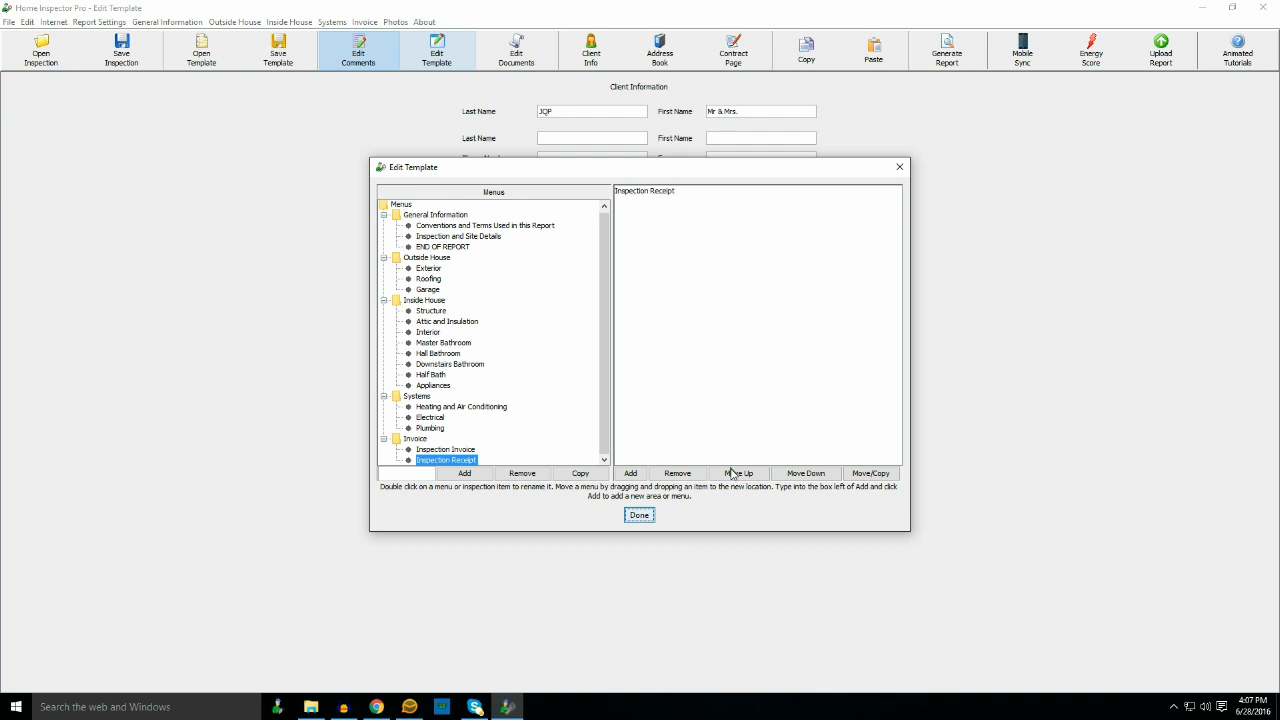 Home Inspector Pro - Edit Template
File Edit Internet Report Settings General Information Outside House Inside House Systems Invoice Photos About
Open Inspection
Save Inspection
Open Template
Save Template
Edit Comments
Edit Template
Edit Documents
Client Info
Address Book
Contract Page
Copy
Paste
Generate Report
Mobile Sync
Energy Score
Upload Report
Animated Tutorials
Client Information
Last Name JQP First Name Mr & Mrs.
Last Name First Name
Edit Template
Menus
Menus
General Information
Conventions and Terms Used in this Report
Inspection and Site Details
END OF REPORT
Outside House
Exterior
Roofing
Garage
Inside House
Structure
Attic and Insulation
Interior
Master Bathroom
Hall Bathroom
Downstairs Bathroom
Half Bath
Appliances
Systems
Heating and Air Conditioning
Electrical
Plumbing
Invoice
Inspection Invoice
Inspection Receipt
Inspection Receipt
Add Remove Copy Add Remove Move Up Move Down Move/Copy
Double click on a menu or inspection item to rename it. Move a menu by dragging and dropping an item to the new location. Type into the box left of Add and click
Add to add a new area or menu.
Done
Search the web and Windows
4:07 PM
6/28/2016